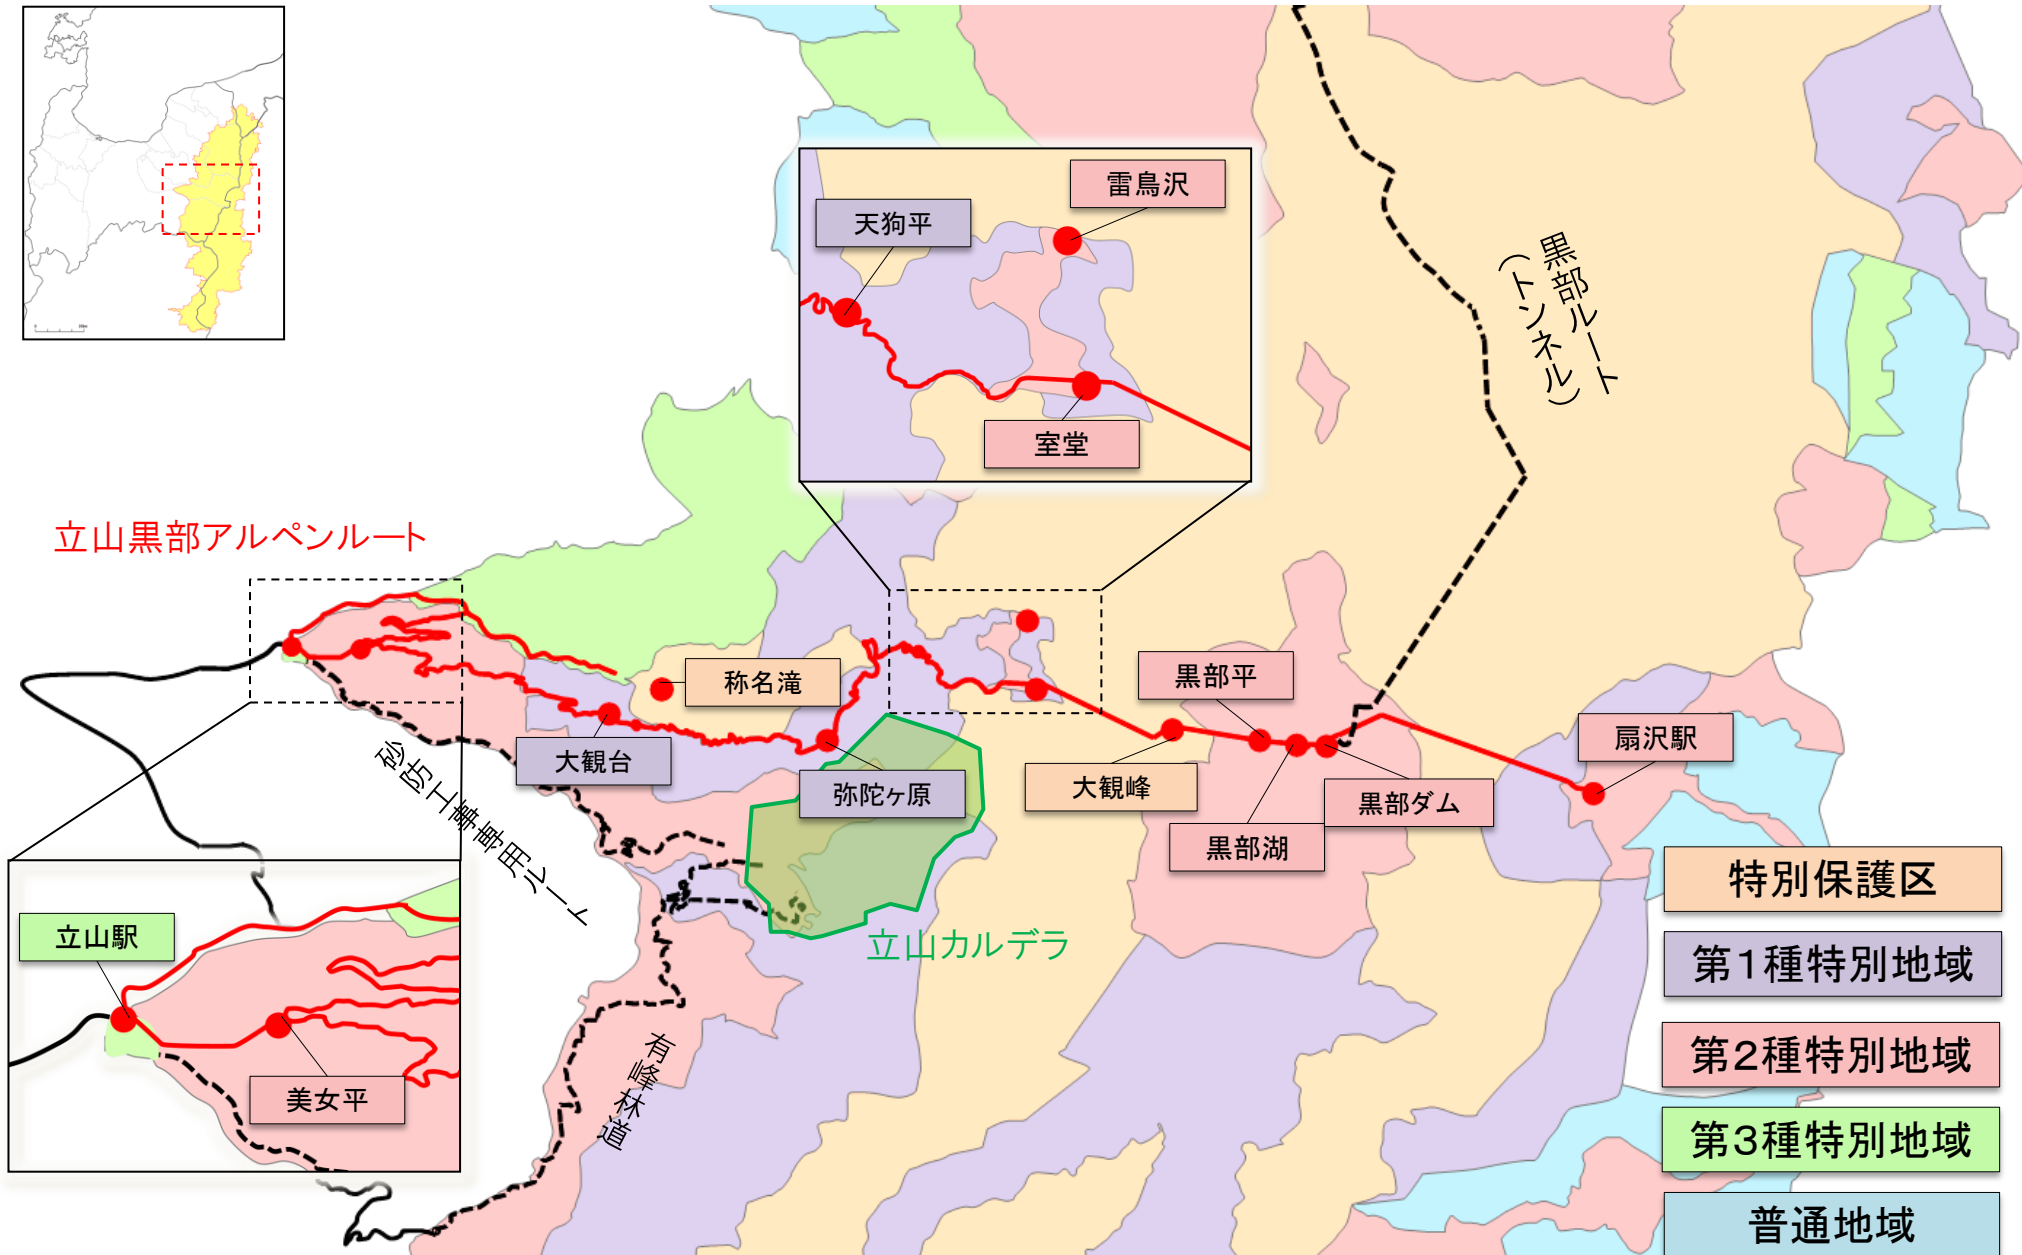 雷鳥沢
天狗平
室堂
黒部ルート
(トンネル)
立山黒部アルペンルート
称名滝
黒部平
扇沢駅
大観台
弥陀ヶ原
大観峰
黒部ダム
黒部湖
砂防工事専用ルート
立山カルデラ
立山駅
美女平
有峰林道
特別保護区
第1種特別地域
第2種特別地域
第3種特別地域
普通地域